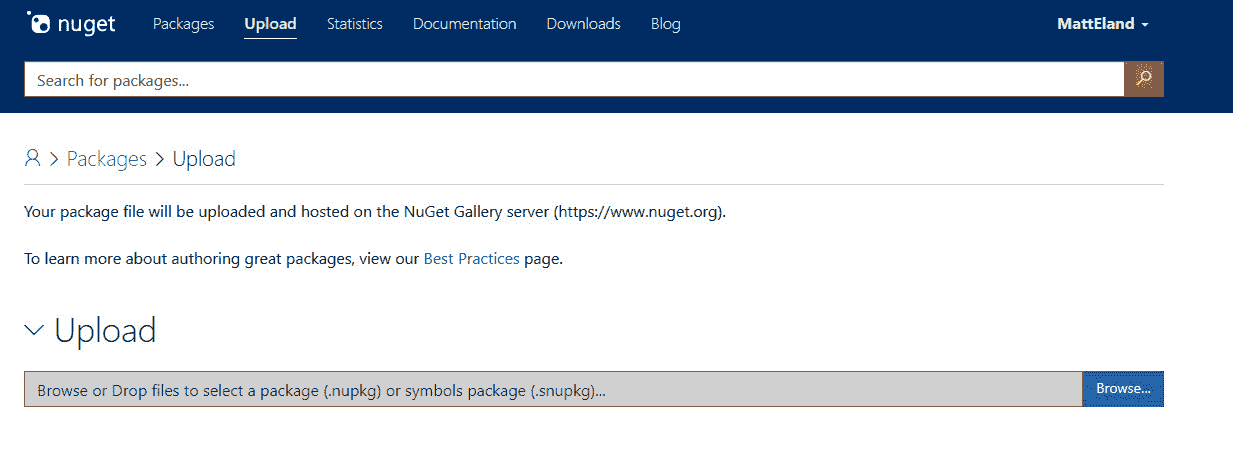 nuget Packages Upload Statistics Documentation Downloads Blog MattEland
Search for packages...
Packages > Upload
Your package file will be uploaded and hosted on the NuGet Gallery server (https://www.nuget.org).
To learn more about authoring great packages, view our Best Practices page.
Upload
Browse or Drop files to select a package (.nupkg) or symbols package (.snupkg)... Browse...